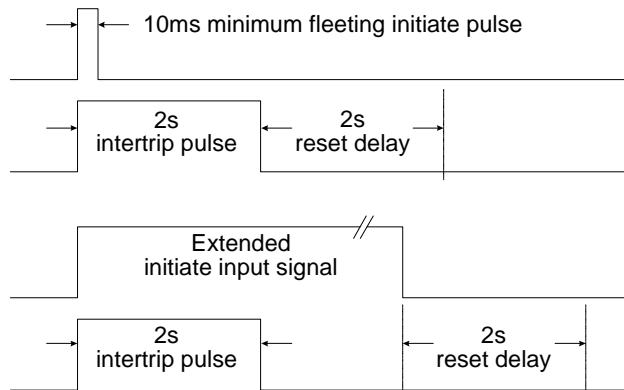 10ms minimum fleeting initiate pulse
2s
intertrip pulse
2s
reset delay
Extended
initiate input signal
2s
intertrip pulse
2s
reset delay